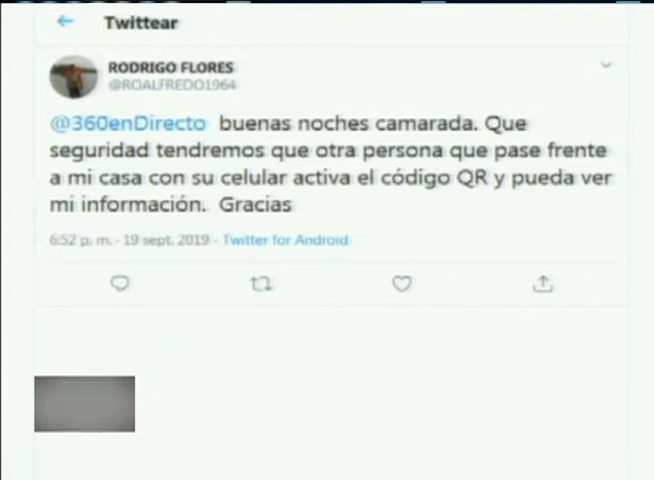 Twittear
RODRIGO FLORES
@ROALFREDO1964
@360enDirecto buenas noches camarada. Que
seguridad tendremos que otra persona que pase frente
a mi casa con su celular activa el código QR y pueda ver
mi información. Gracias
6:52 p. m. · 19 sept. 2019 · Twitter for Android